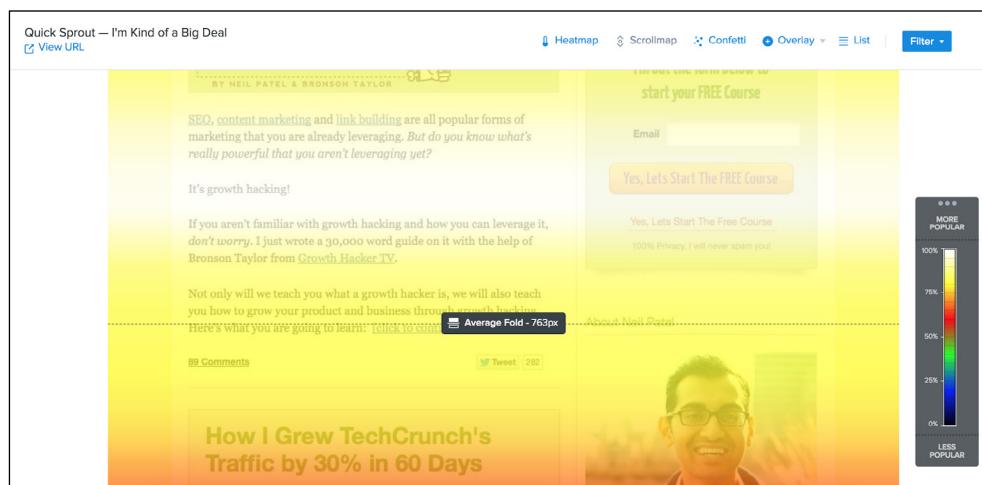 Quick Sprout — I'm Kind of a Big Deal
View URL
Heatmap
Scrollmap
Confetti
Overlay
List
Filter
BY NEIL PATEL & BRONSON TAYLOR
SEO, content marketing and link building are all popular forms of
marketing that you are already leveraging. But do you know what's
really powerful that you aren't leveraging yet?
It's growth hacking!
If you aren't familiar with growth hacking and how you can leverage it,
don't worry. I just wrote a 30,000 word guide on it with the help of
Bronson Taylor from Growth Hacker TV.
Not only will we teach you what a growth hacker is, we will also teach
you how to grow your product and business through growth hacking.
Here's what you are going to learn: [click to
Average Fold - 763px
89 Comments
Tweet
282
How I Grew TechCrunch's
Traffic by 30% in 60 Days
Fill out the form below to
start your FREE Course
Email
Yes, Lets Start The FREE Course
Yes, Lets Start The Free Course
100% Privacy, I will never spam you!
About Neil Patel
MORE
POPULAR
100%
75%
50%
25%
0%
LESS
POPULAR